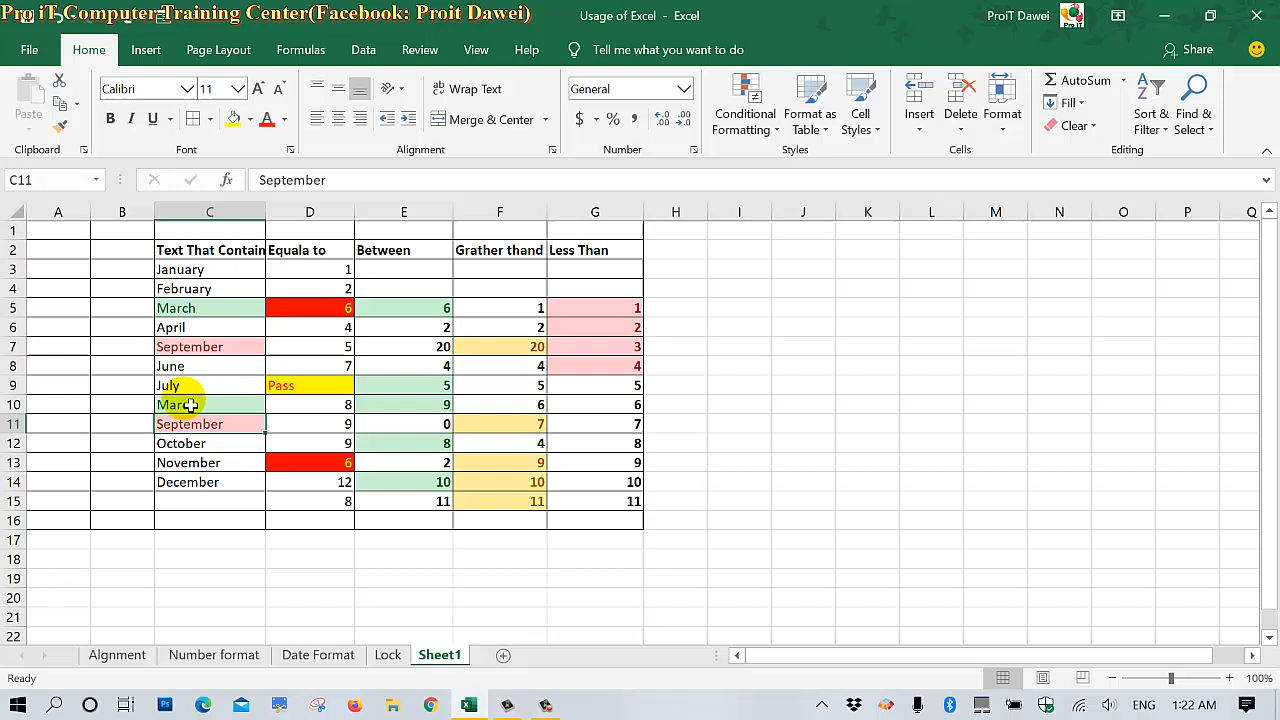 Pro iT Computer Training Center(Facebook: Proit Dawei)
Usage of Excel - Excel
ProiT Dawei
Pro IT
File Home Insert Page Layout Formulas Data Review View Help Tell me what you want to do Share
Paste
Clipboard
Calibri 11
B I U
Font
Wrap Text
Merge & Center
Alignment
General
$ % ,
Number
Conditional Formatting
Format as Table
Cell Styles
Styles
Insert Delete Format
Cells
AutoSum
Fill
Clear
Sort & Filter
Find & Select
Editing
C11 fx September
A B C D E F G H I J K L M N O P Q
1
2 Text That Contain Equala to Between Grather thand Less Than
3 January 1
4 February 2
5 March 6 6 1 1
6 April 4 2 2 2
7 September 5 20 20 3
8 June 7 4 4 4
9 July Pass 5 5 5
10 March 8 9 6 6
11 September 9 0 7 7
12 October 9 8 4 8
13 November 6 2 9 9
14 December 12 10 10 10
15 8 11 11 11
16
17
18
19
20
21
22
Algnment Number format Date Format Lock Sheet1
Ready 100%
ENG 1:22 AM